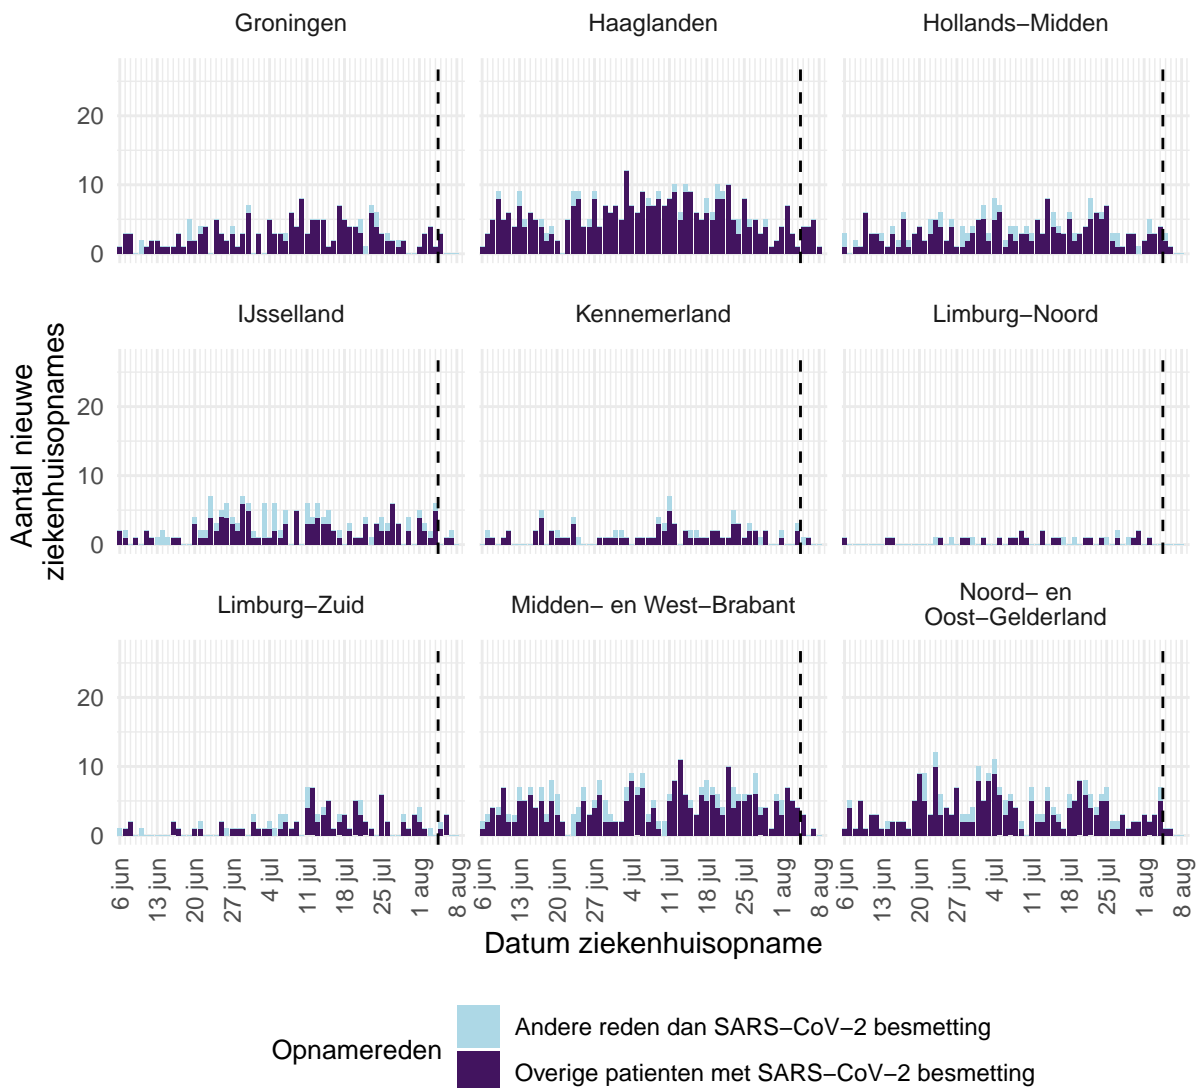 Groningen
Haaglanden
Hollands−Midden
20
10
0
IJsselland
Kennemerland
Limburg−Noord
20
10
0
Aantal nieuwe
ziekenhuisopnames
Limburg−Zuid
Midden− en West−Brabant
Noord− en
Oost−Gelderland
20
10
0
6 jun
13 jun
20 jun
27 jun
4 jul
11 jul
18 jul
25 jul
1 aug
8 aug
6 jun
13 jun
20 jun
27 jun
4 jul
11 jul
18 jul
25 jul
1 aug
8 aug
6 jun
13 jun
20 jun
27 jun
4 jul
11 jul
18 jul
25 jul
1 aug
8 aug
Datum ziekenhuisopname
Opnamereden
Andere reden dan SARS−CoV−2 besmetting
Overige patienten met SARS−CoV−2 besmetting